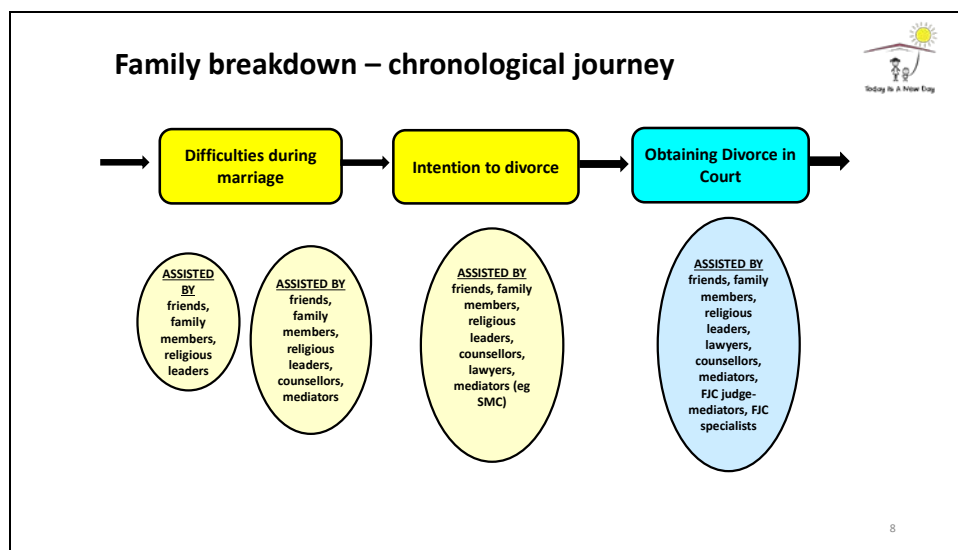 Family breakdown – chronological journey
Today Is A New Day
Difficulties during
marriage
Intention to divorce
Obtaining Divorce in
Court
ASSISTED
BY
friends,
family
members,
religious
leaders
ASSISTED BY
friends,
family
members,
religious
leaders,
counsellors,
mediators
ASSISTED BY
friends, family
members,
religious
leaders,
counsellors,
lawyers,
mediators (eg
SMC)
ASSISTED BY
friends, family
members,
religious
leaders,
lawyers,
counsellors,
mediators,
FJC judge-
mediators, FJC
specialists
8